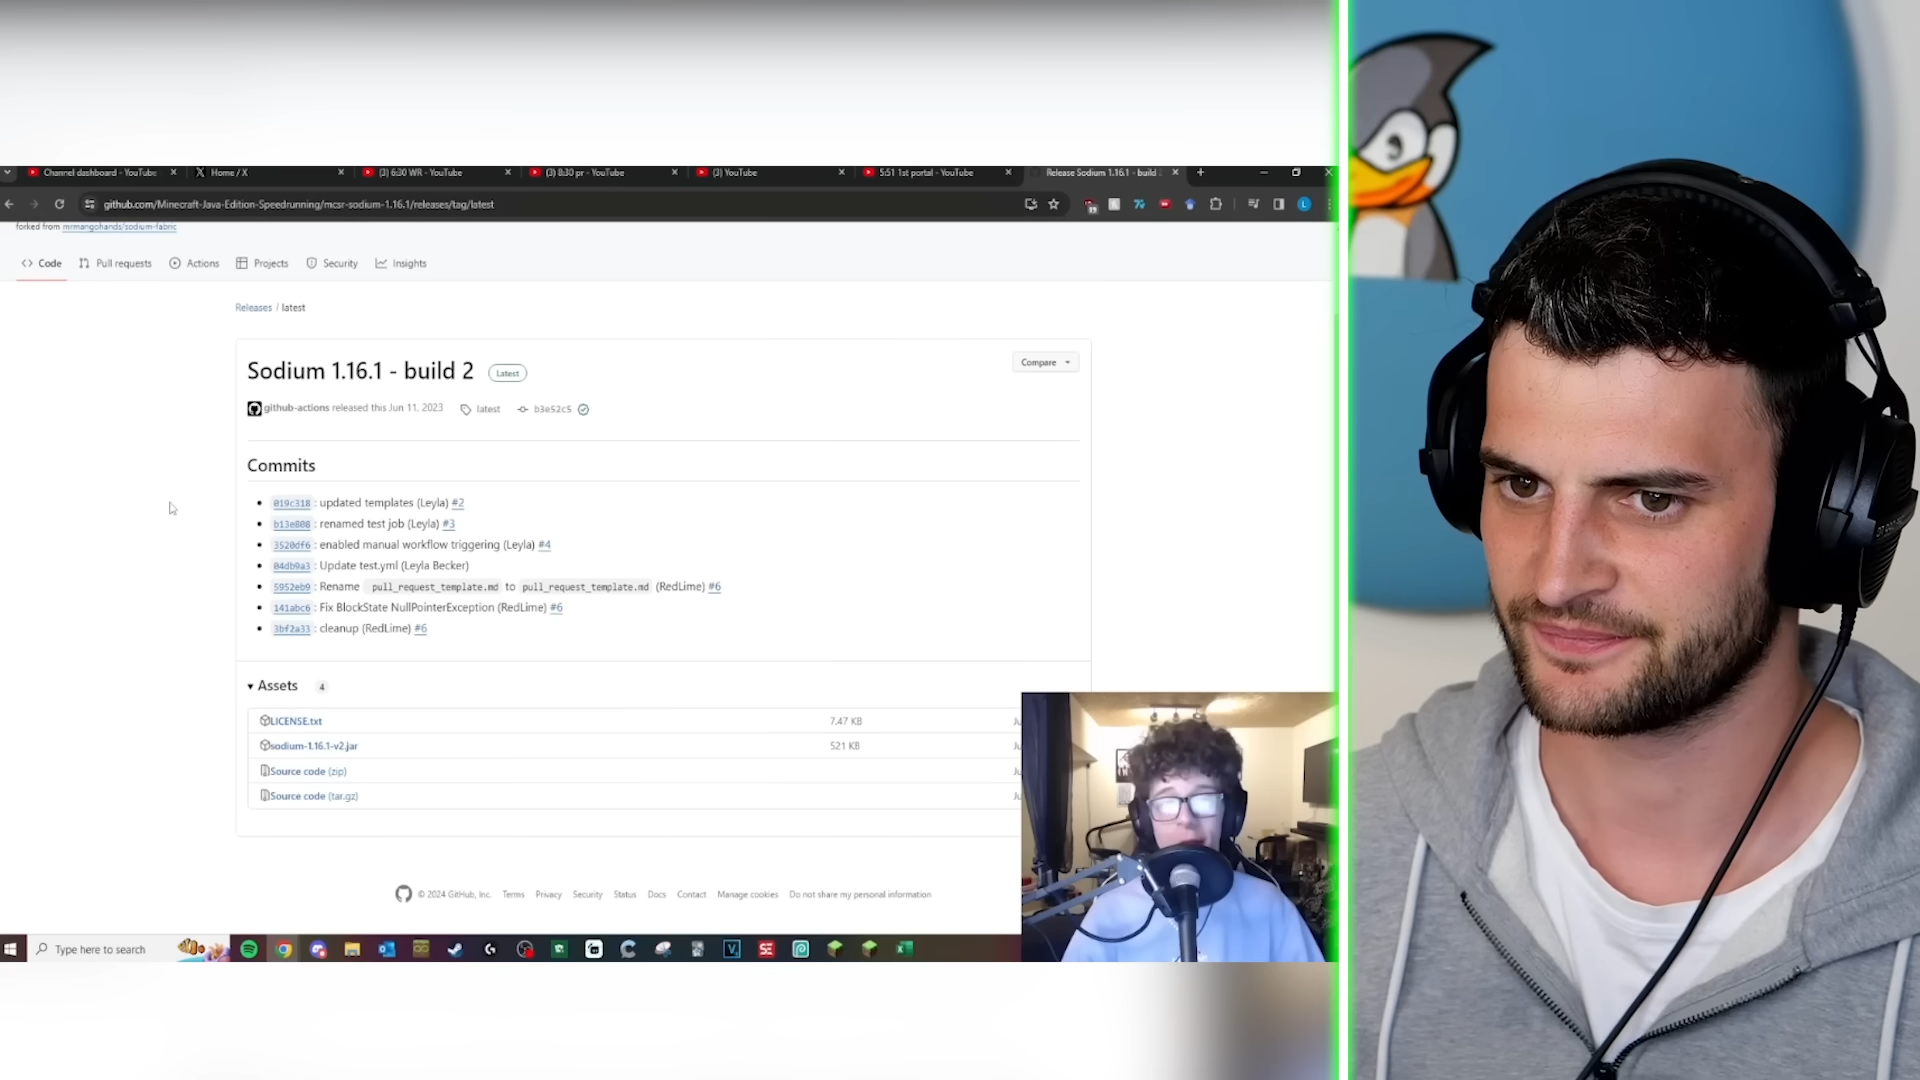 Channel dashboard - YouTube
Home / X
(3) 6:30 WR - YouTube
(3) 8:30 pr - YouTube
(3) YouTube
5:51 1st portal - YouTube
Release Sodium 1.16.1 - build
github.com/Minecraft-Java-Edition-Speedrunning/mcsr-sodium-1.16.1/releases/tag/latest
forked from mrmangohands/sodium-fabric
Code
Pull requests
Actions
Projects
Security
Insights
Releases / latest
Sodium 1.16.1 - build 2
Latest
Compare
github-actions released this Jun 11, 2023
latest
b3e52c5
Commits
019c318 : updated templates (Leyla) #2
b13e808 : renamed test job (Leyla) #3
3520df6 : enabled manual workflow triggering (Leyla) #4
04db9a3 : Update test.yml (Leyla Becker)
5952eb9 : Rename pull_request_template.md to pull_request_template.md (RedLime) #6
141abc6 : Fix BlockState NullPointerException (RedLime) #6
3bf2a33 : cleanup (RedLime) #6
Assets 4
LICENSE.txt 7.47 KB Ju
sodium-1.16.1-v2.jar 521 KB Ju
Source code (zip) Ju
Source code (tar.gz) Ju
© 2024 GitHub, Inc. Terms Privacy Security Status Docs Contact Manage cookies Do not share my personal information
Type here to search